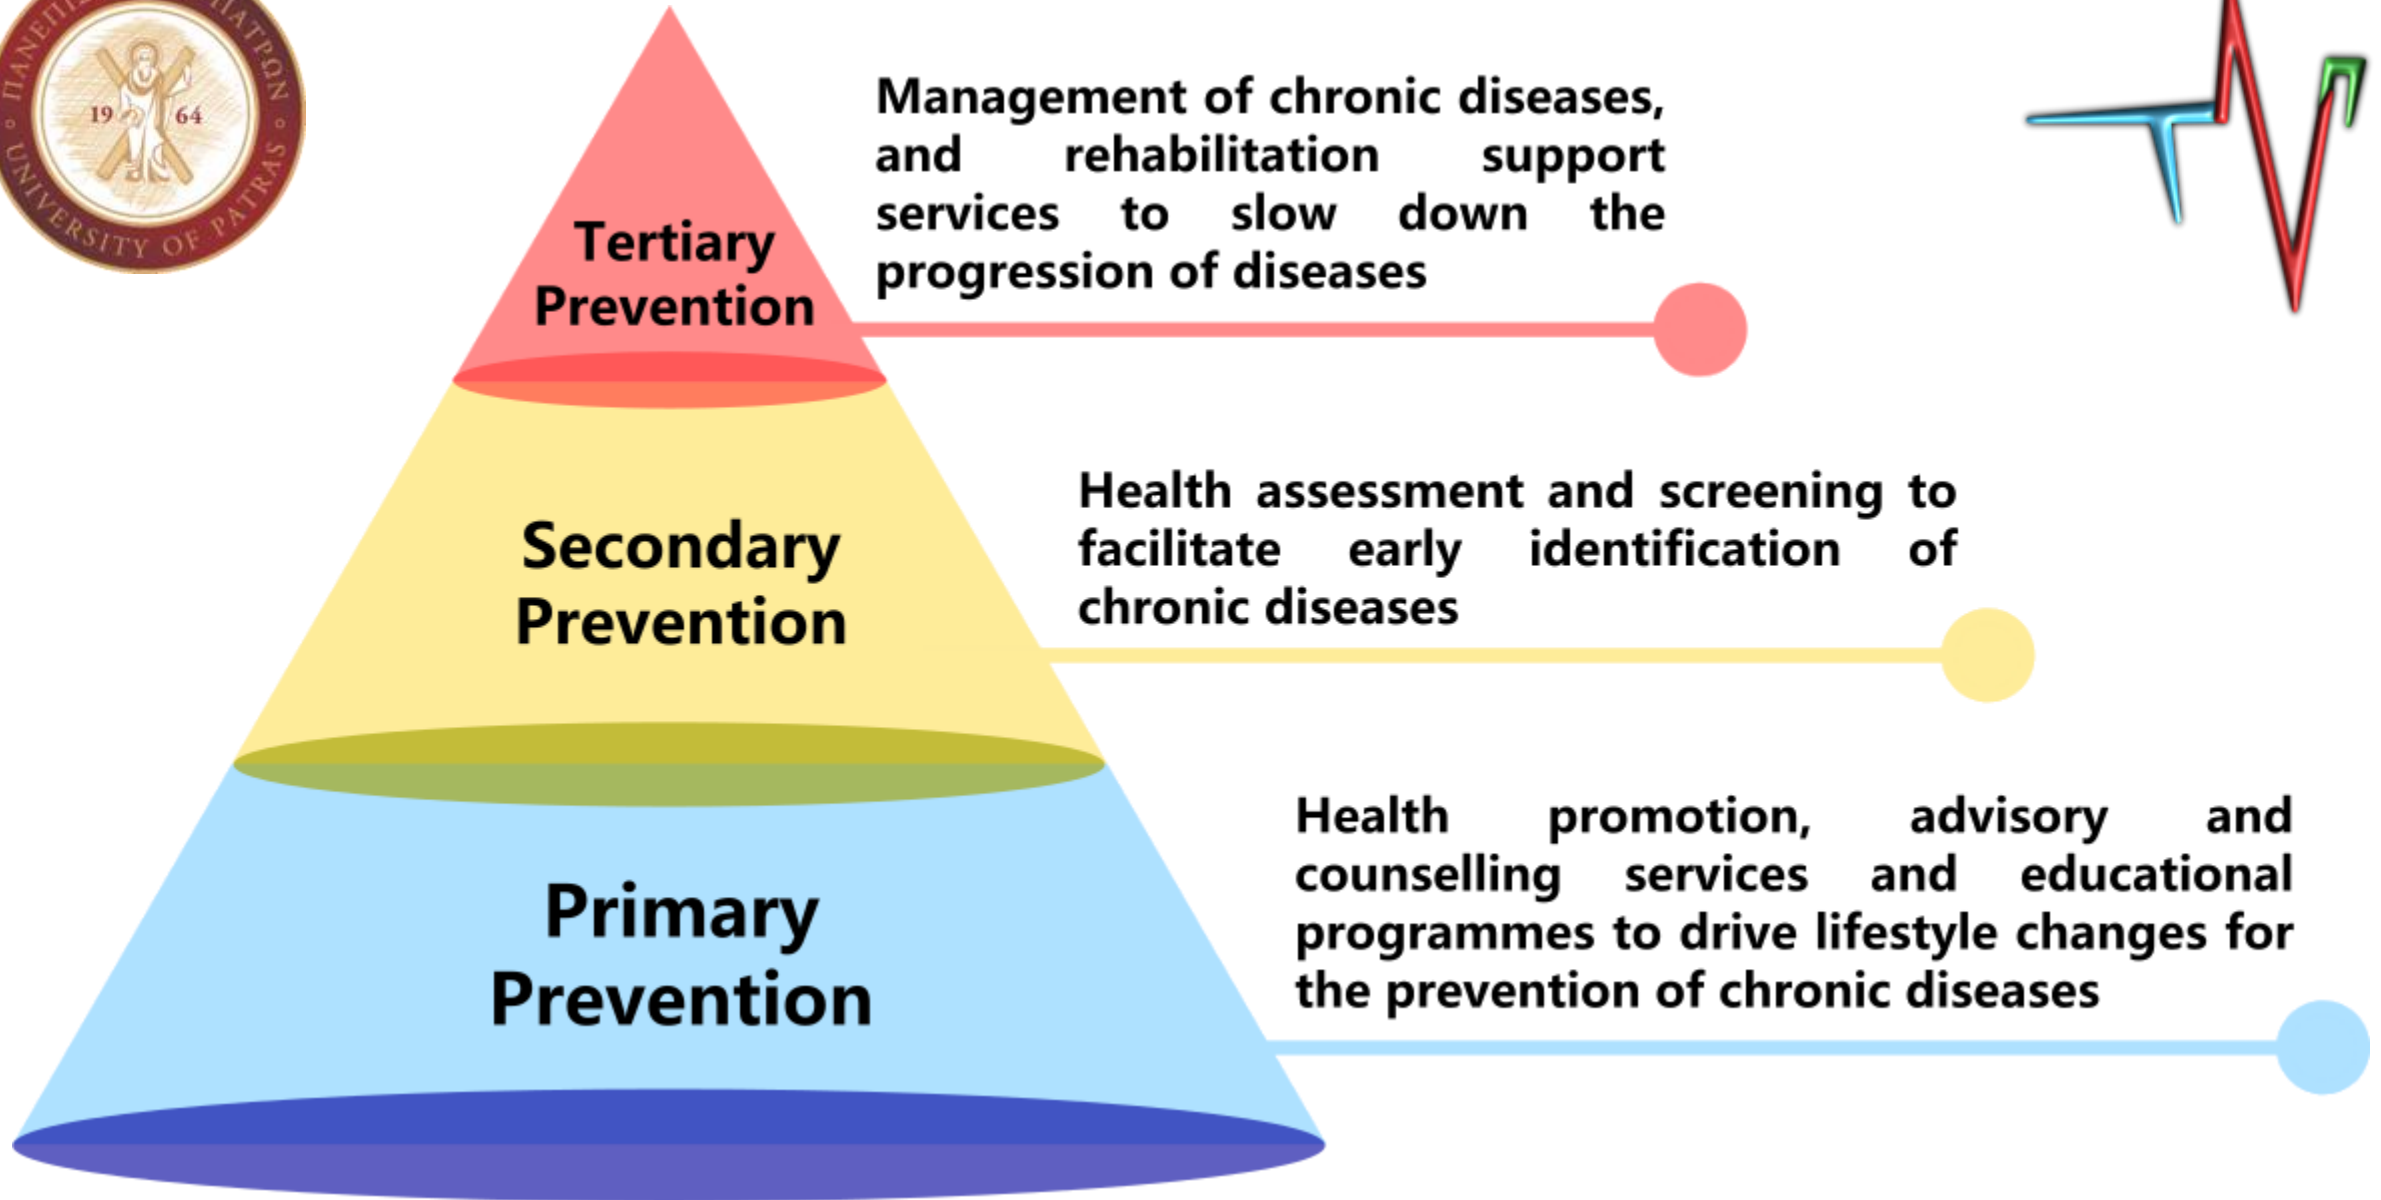 19 64
UNIVERSITY OF PATRAS
Tertiary
Prevention
Management of chronic diseases,
and rehabilitation support
services to slow down the
progression of diseases
Secondary
Prevention
Health assessment and screening to
facilitate early identification of
chronic diseases
Primary
Prevention
Health promotion, advisory and
counselling services and educational
programmes to drive lifestyle changes for
the prevention of chronic diseases